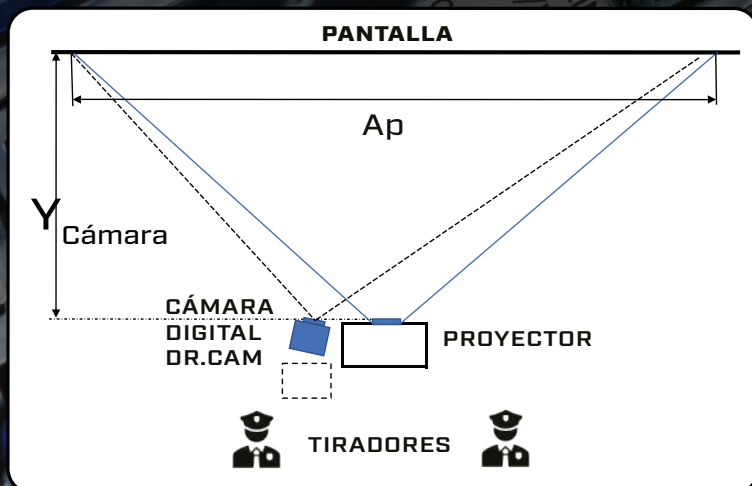 PANTALLA
Ap
Y Cámara
CÁMARA
DIGITAL
DR.CAM
PROYECTOR
TIRADORES